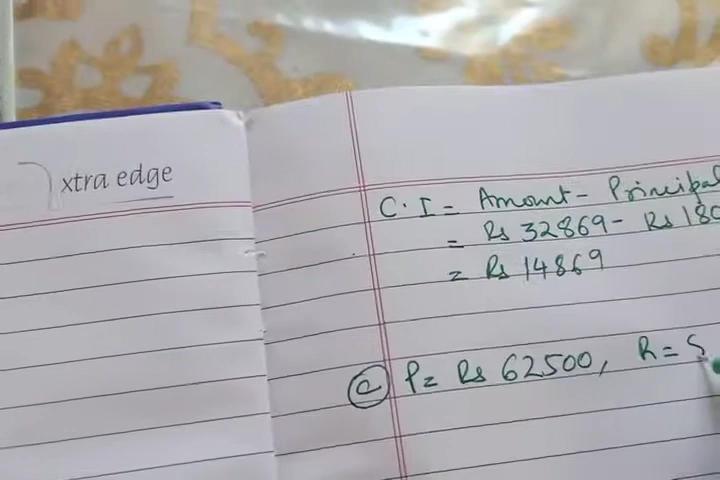 xtra edge
C.I = Amount - Principal
= Rs 32869 - Rs 180
= Rs 14869
(c) P = Rs 62500, R = 5